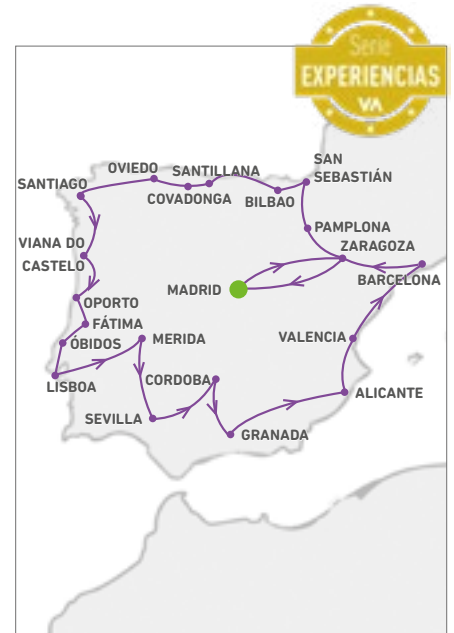 Serie
EXPERIENCIAS
VA
SAN
SEBASTIÁN
OVIEDO
SANTILLANA
SANTIAGO
COVADONGA
BILBAO
PAMPLONA
VIANA DO
CASTELO
ZARAGOZA
BARCELONA
MADRID
OPORTO
FÁTIMA
ÓBIDOS
MERIDA
VALENCIA
LISBOA
CORDOBA
ALICANTE
SEVILLA
GRANADA